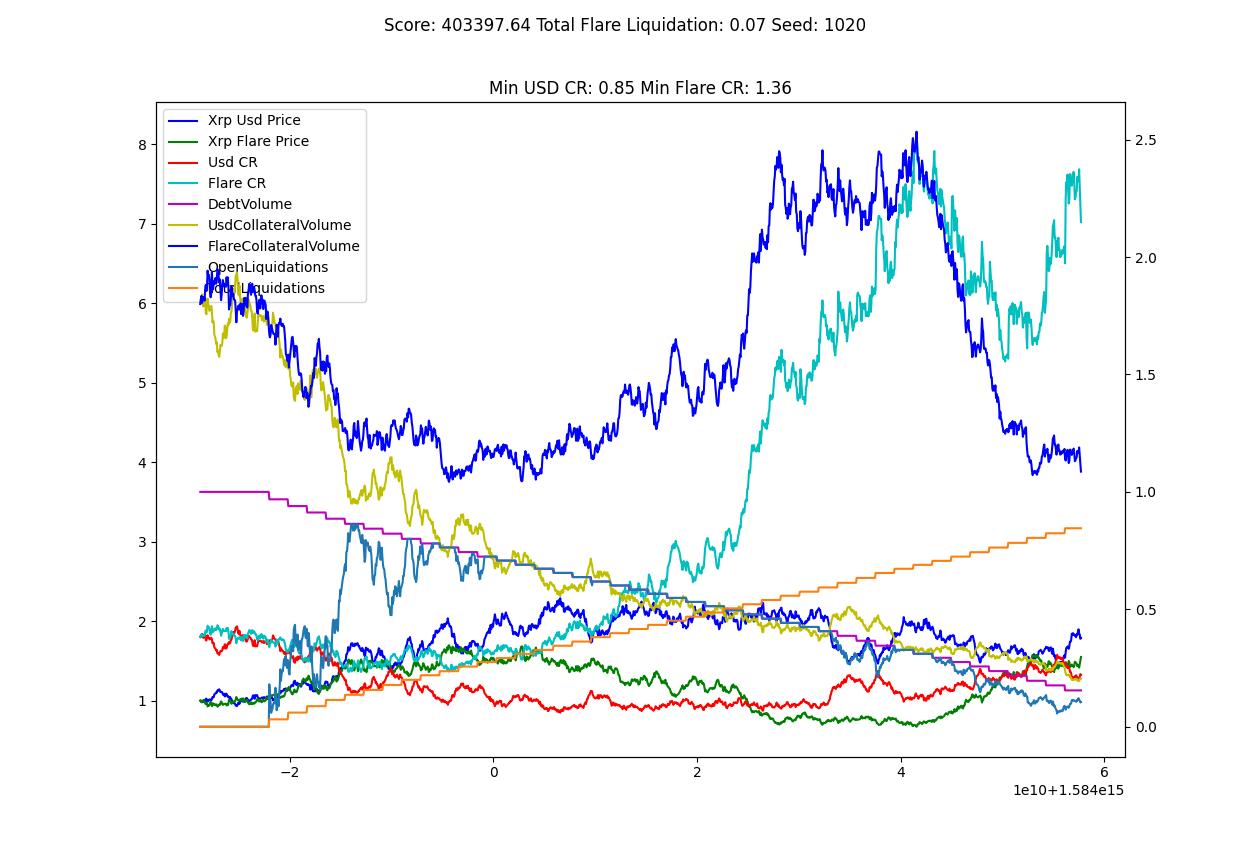 Score: 403397.64 Total Flare Liquidation: 0.07 Seed: 1020
Min USD CR: 0.85 Min Flare CR: 1.36
Xrp Usd Price
Xrp Flare Price
Usd CR
Flare CR
DebtVolume
UsdCollateralVolume
FlareCollateralVolume
OpenLiquidations
Liquidations
8
7
6
5
4
3
2
1
2.5
2.0
1.5
1.0
0.5
0.0
−2
0
2
4
6
1e10+1.584e15